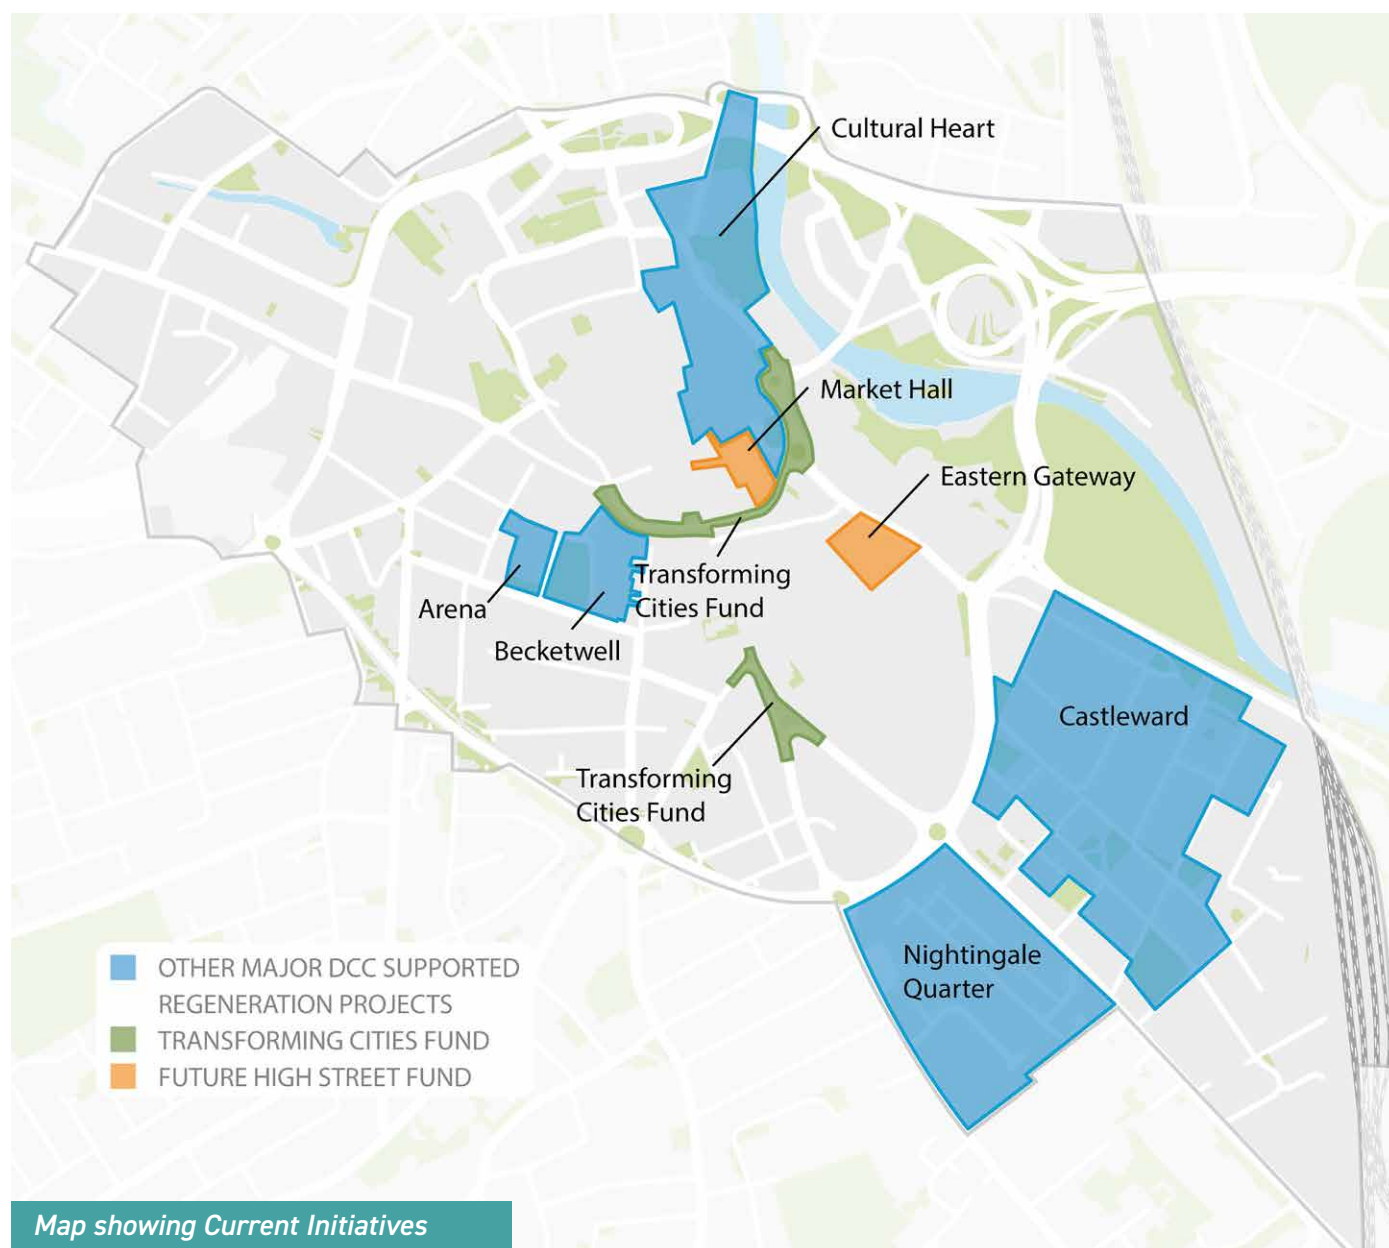 Cultural Heart
Market Hall
Eastern Gateway
Transforming
Cities Fund
Arena
Becketwell
Castleward
Transforming
Cities Fund
Nightingale
Quarter
OTHER MAJOR DCC SUPPORTED
REGENERATION PROJECTS
TRANSFORMING CITIES FUND
FUTURE HIGH STREET FUND
Map showing Current Initiatives